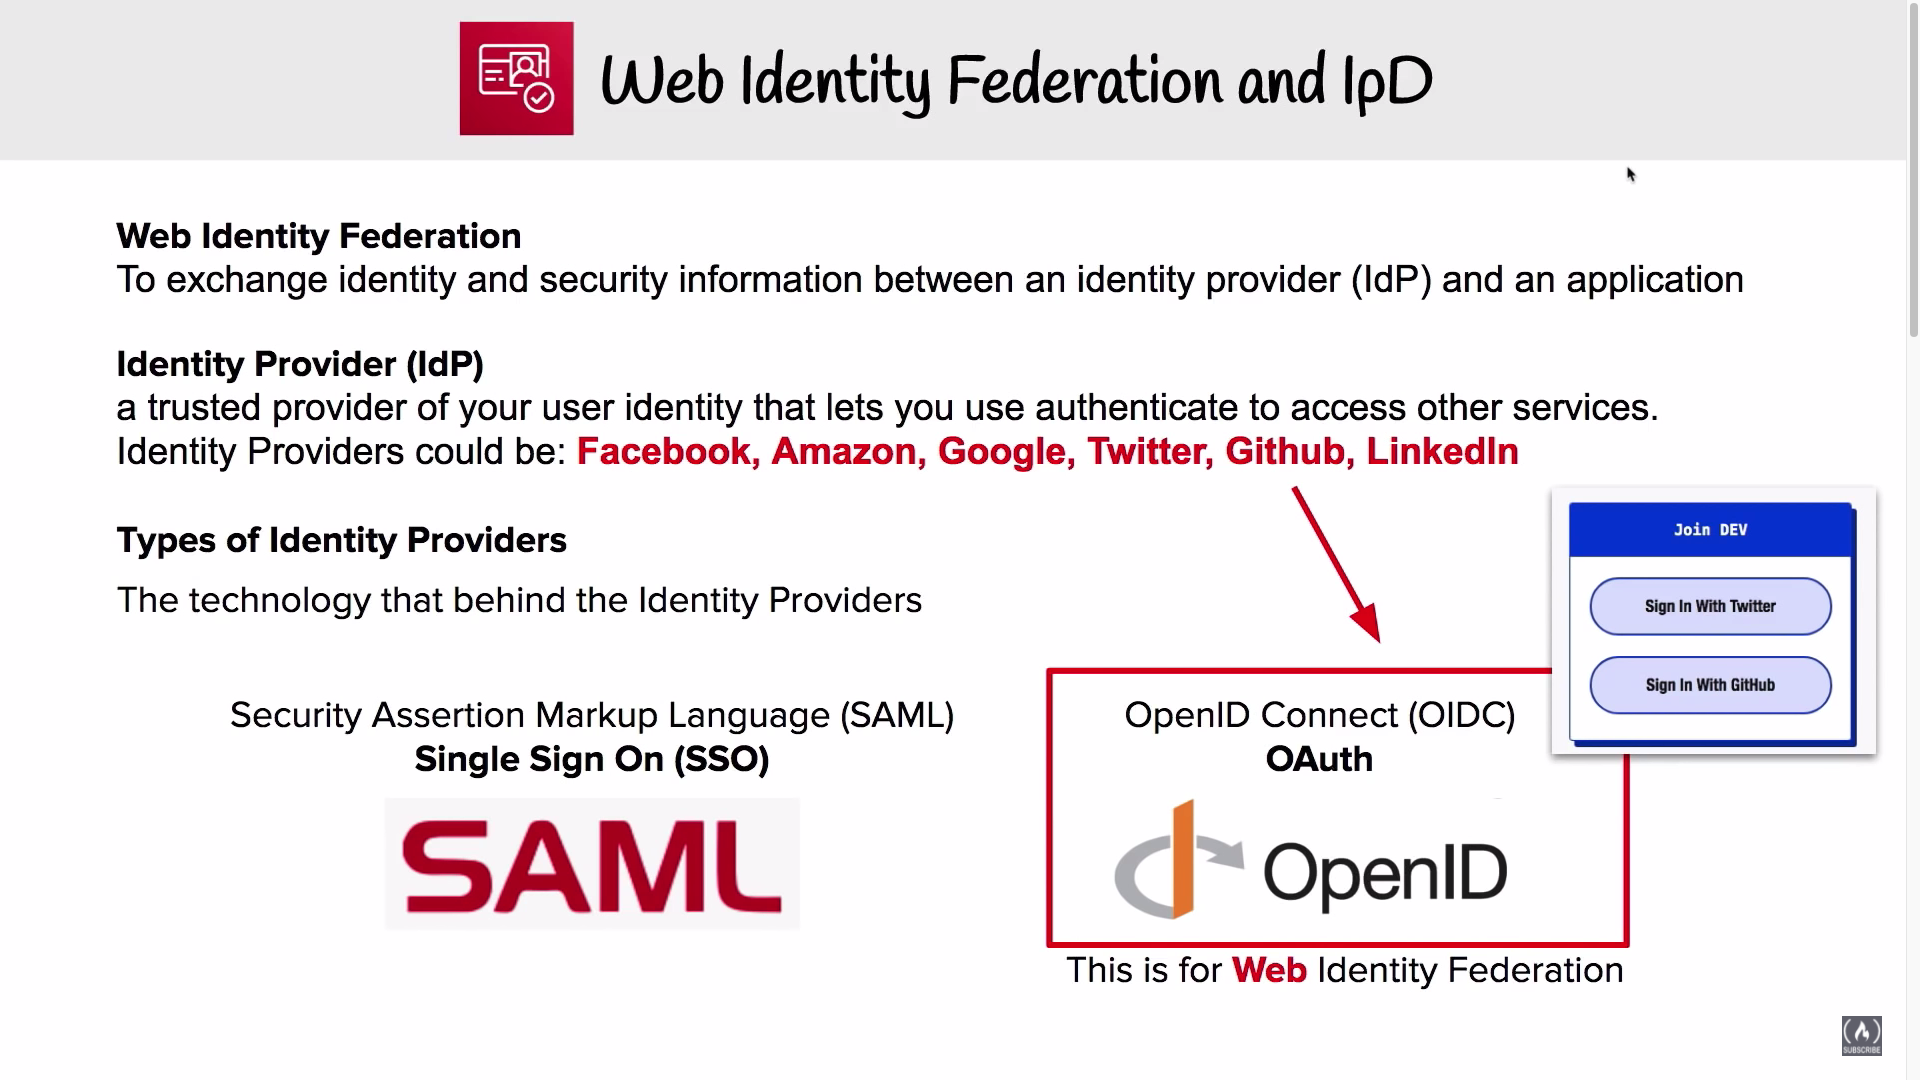 Web Identity Federation and IpD
Web Identity Federation
To exchange identity and security information between an identity provider (IdP) and an application
Identity Provider (IdP)
a trusted provider of your user identity that lets you use authenticate to access other services.
Identity Providers could be: Facebook, Amazon, Google, Twitter, Github, LinkedIn
Types of Identity Providers
The technology that behind the Identity Providers
Join DEV
Sign In With Twitter
Sign In With GitHub
Security Assertion Markup Language (SAML)
Single Sign On (SSO)
SAML
OpenID Connect (OIDC)
OAuth
OpenID
This is for Web Identity Federation
SUBSCRIBE